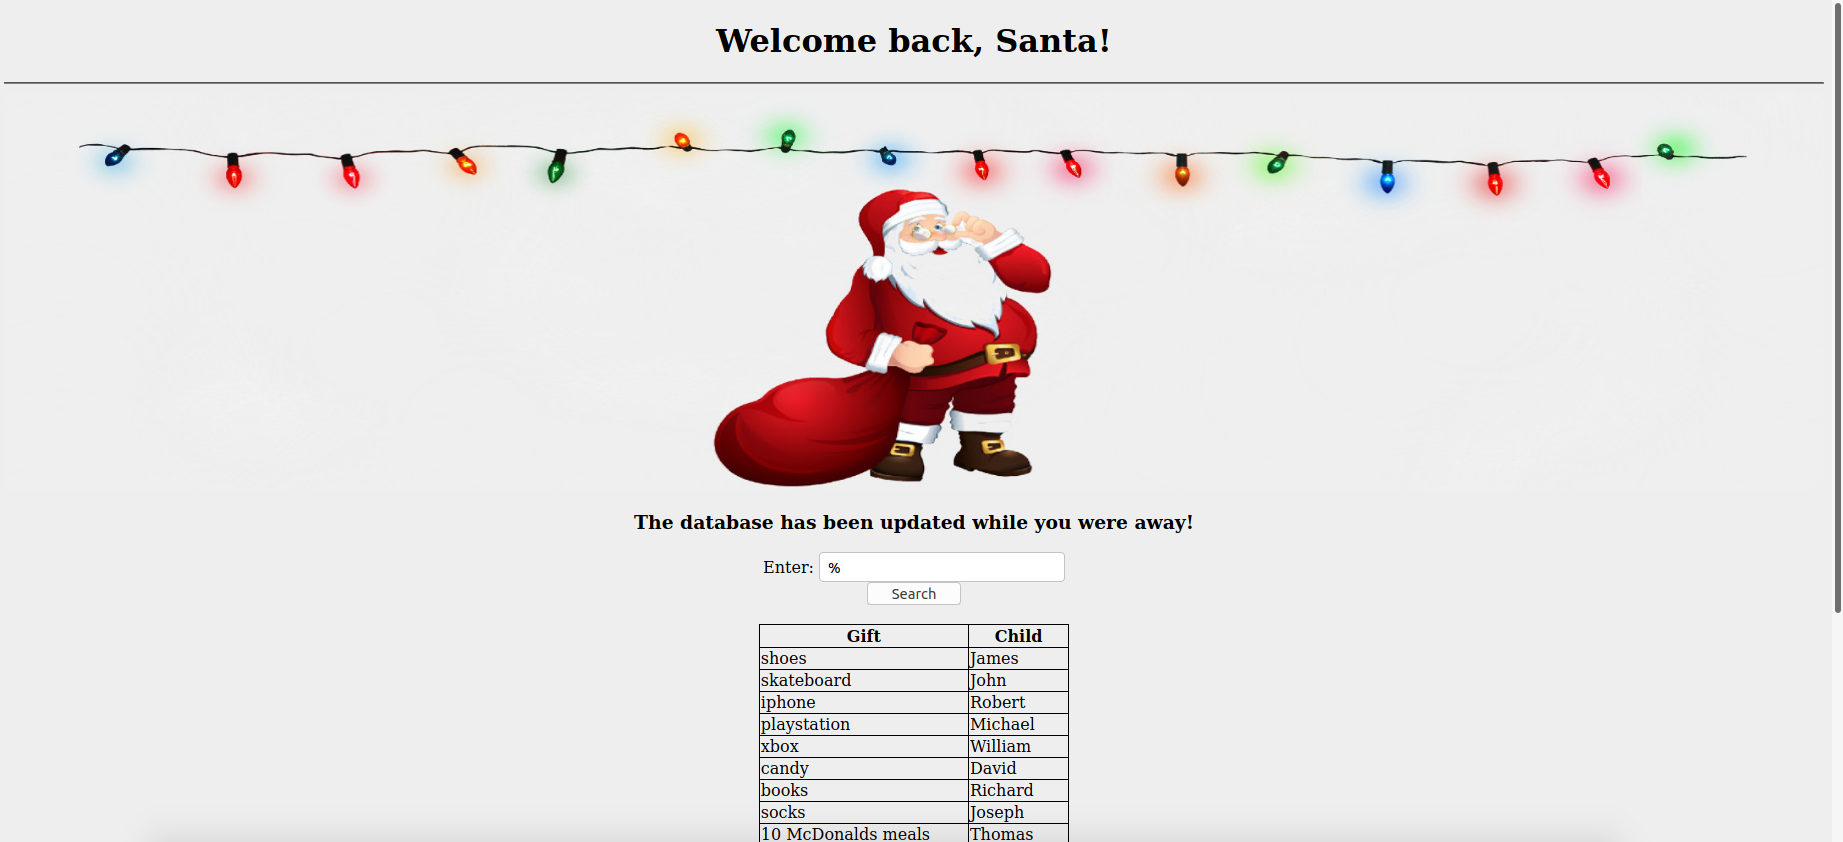 Welcome back, Santa!
The database has been updated while you were away!
Enter: %
Search
Gift Child
shoes James
skateboard John
iphone Robert
playstation Michael
xbox William
candy David
books Richard
socks Joseph
10 McDonalds meals Thomas